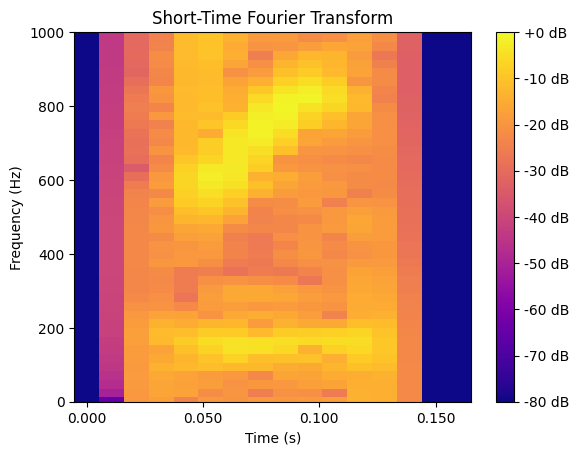 Short-Time Fourier Transform
Frequency (Hz)
1000
800
600
400
200
0
0.000
0.050
0.100
0.150
Time (s)
+0 dB
-10 dB
-20 dB
-30 dB
-40 dB
-50 dB
-60 dB
-70 dB
-80 dB